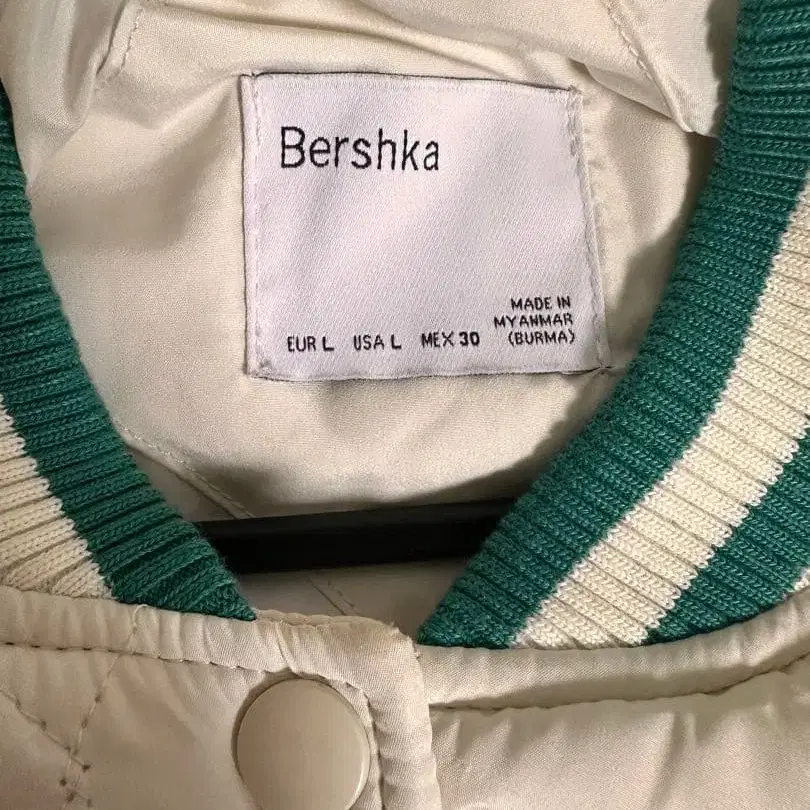 Bershka
MADE IN
MYANMAR
EUR L USA L MEX 30 (BURMA)